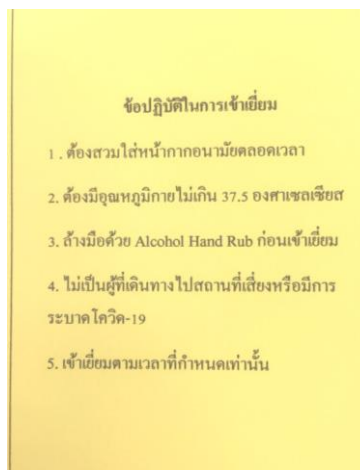 ข้อปฏิบัติในการเข้าเยี่ยม
1 . ต้องสวมใส่หน้ากากอนามัยตลอดเวลา
2. ต้องมีอุณหภูมิกายไม่เกิน 37.5 องศาเซลเซียส
3. ล้างมือด้วย Alcohol Hand Rub ก่อนเข้าเยี่ยม
4. ไม่เป็นผู้ที่เดินทางไปสถานที่เสี่ยงหรือมีการ
ระบาดโควิด-19
5. เข้าเยี่ยมตามเวลาที่กำหนดเท่านั้น